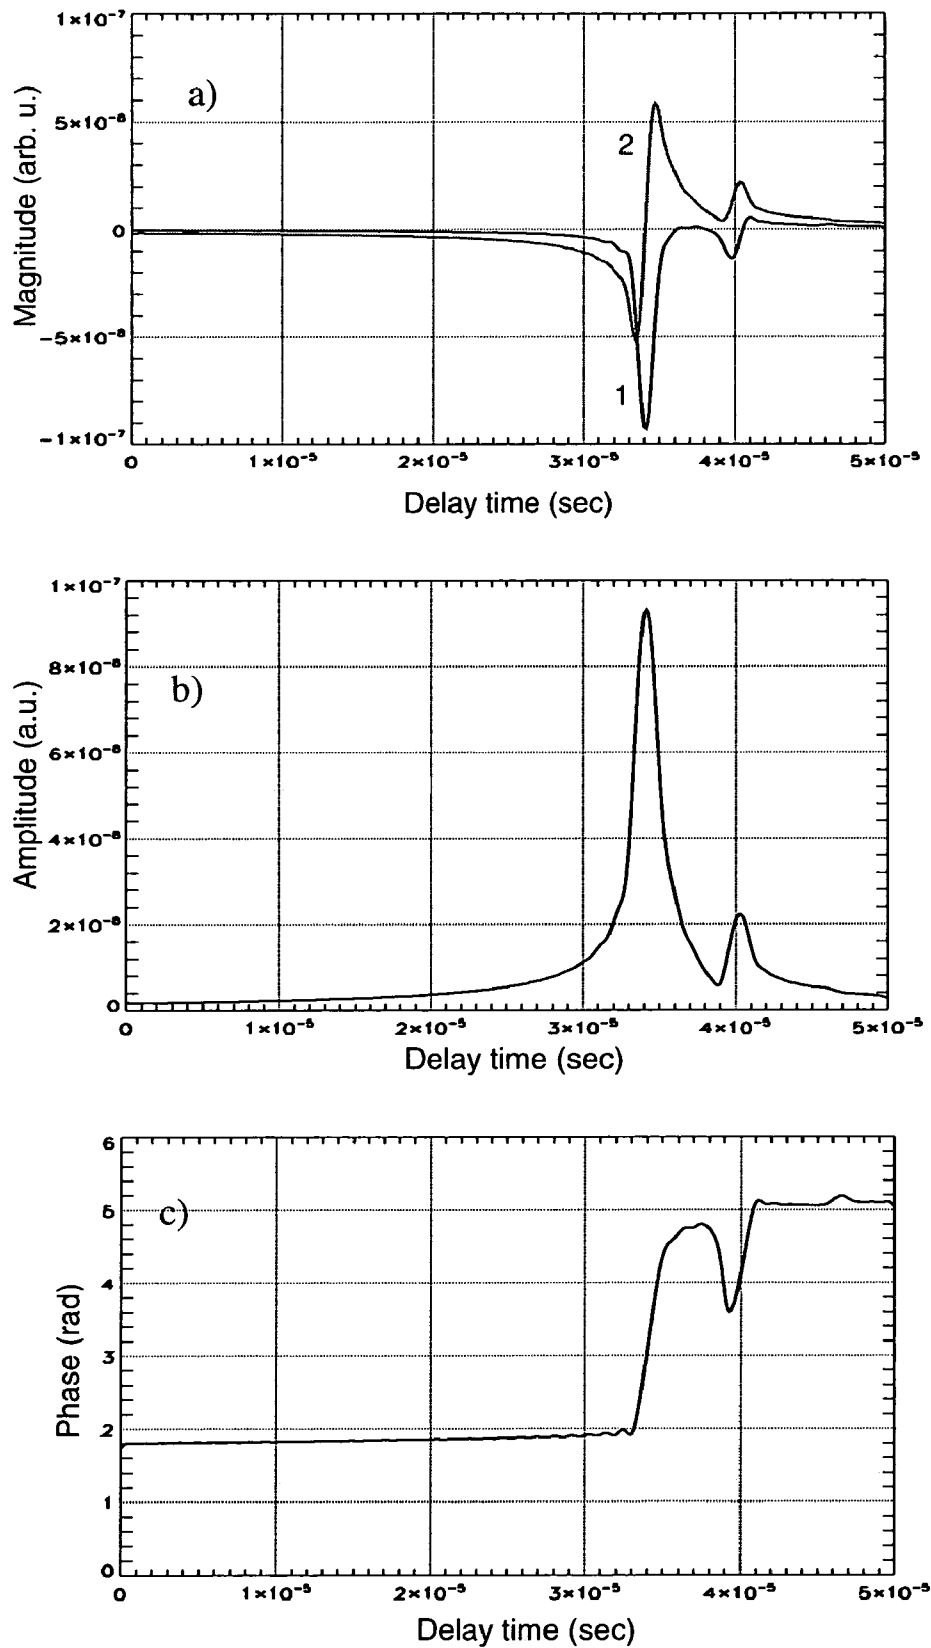 1×10⁻⁷
a)
5×10⁻⁸
2
0
−5×10⁻⁸
1
−1×10⁻⁷
Magnitude (arb. u.)
0 1×10⁻⁵ 2×10⁻⁵ 3×10⁻⁵ 4×10⁻⁵ 5×10⁻⁵
Delay time (sec)
1×10⁻⁷
8×10⁻⁸
b)
6×10⁻⁸
4×10⁻⁸
2×10⁻⁸
0
Amplitude (a.u.)
0 1×10⁻⁵ 2×10⁻⁵ 3×10⁻⁵ 4×10⁻⁵ 5×10⁻⁵
Delay time (sec)
6
5
c)
4
3
2
1
0
Phase (rad)
0 1×10⁻⁵ 2×10⁻⁵ 3×10⁻⁵ 4×10⁻⁵ 5×10⁻⁵
Delay time (sec)